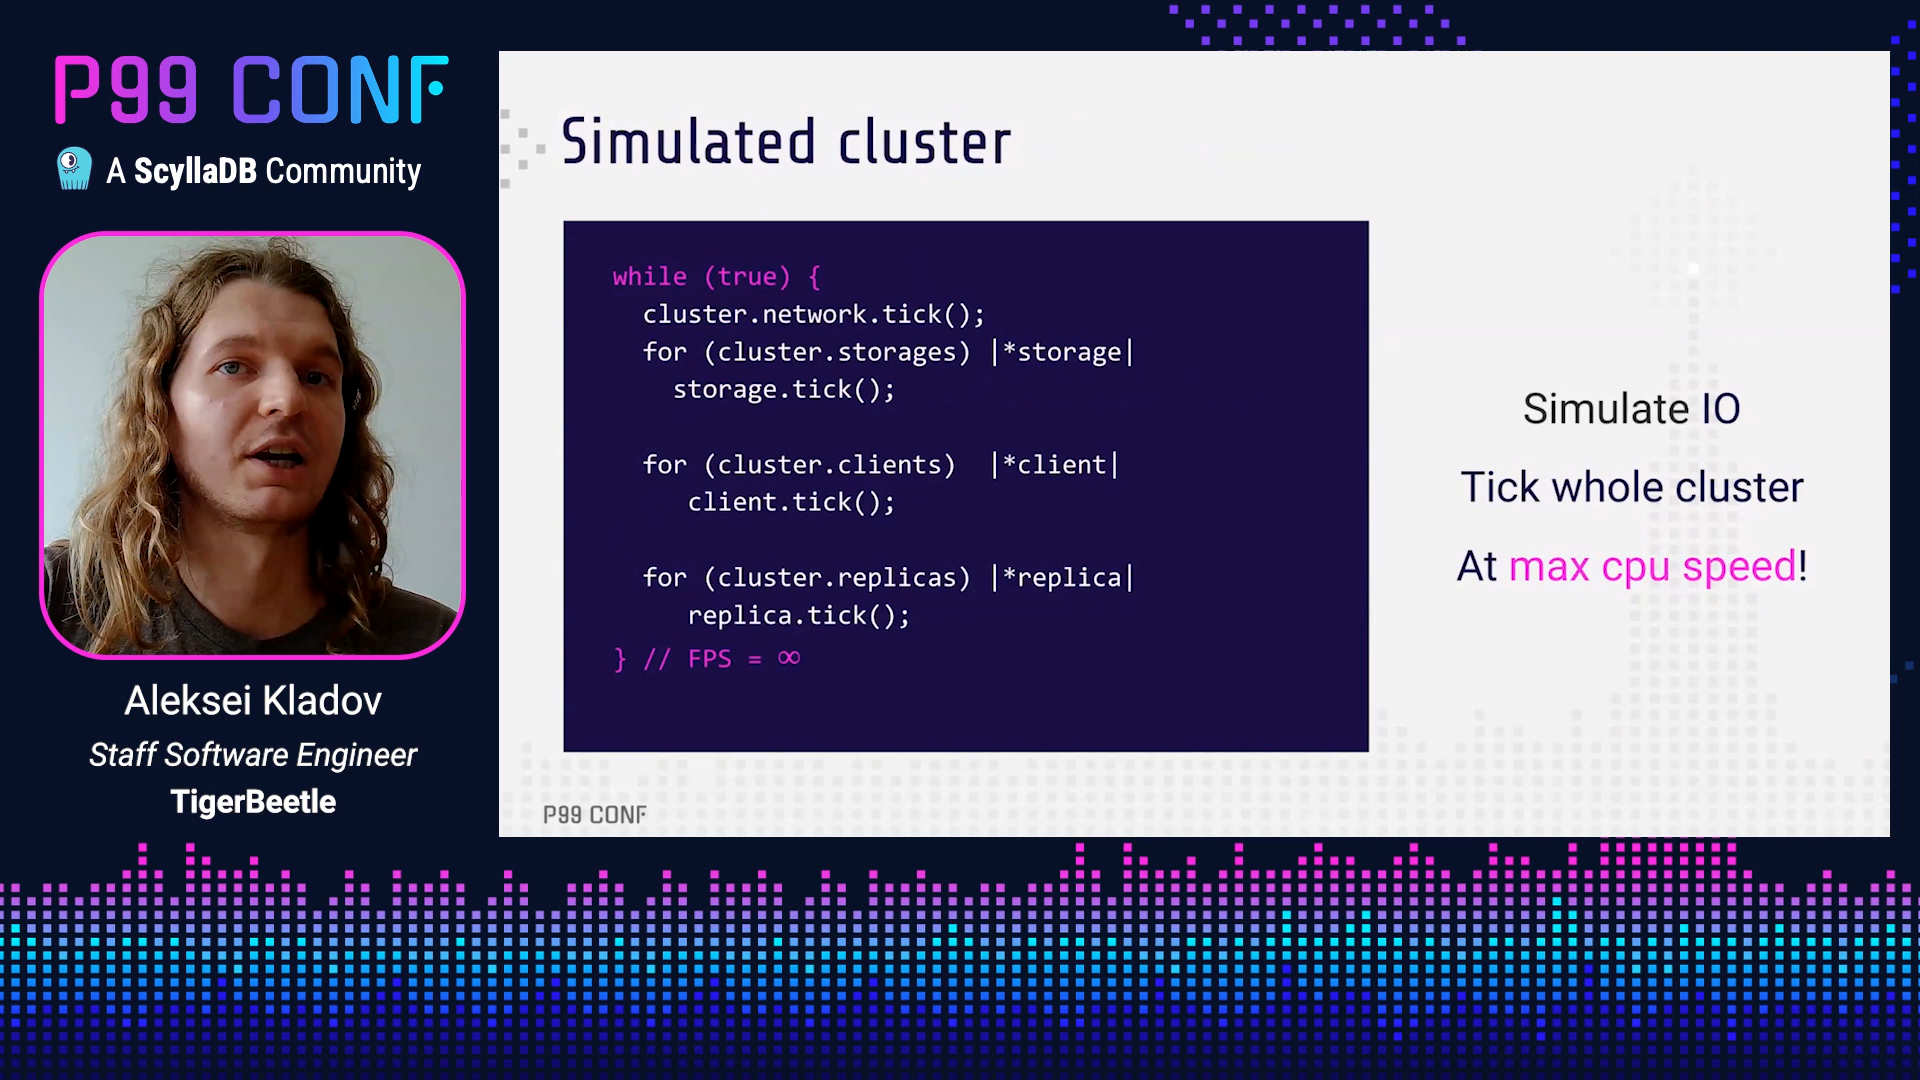 P99 CONF
A ScyllaDB Community
Aleksei Kladov
Staff Software Engineer
TigerBeetle
Simulated cluster
while (true) {
cluster.network.tick();
for (cluster.storages) |*storage|
storage.tick();
for (cluster.clients) |*client|
client.tick();
for (cluster.replicas) |*replica|
replica.tick();
} // FPS = ∞
Simulate IO
Tick whole cluster
At max cpu speed!
P99 CONF